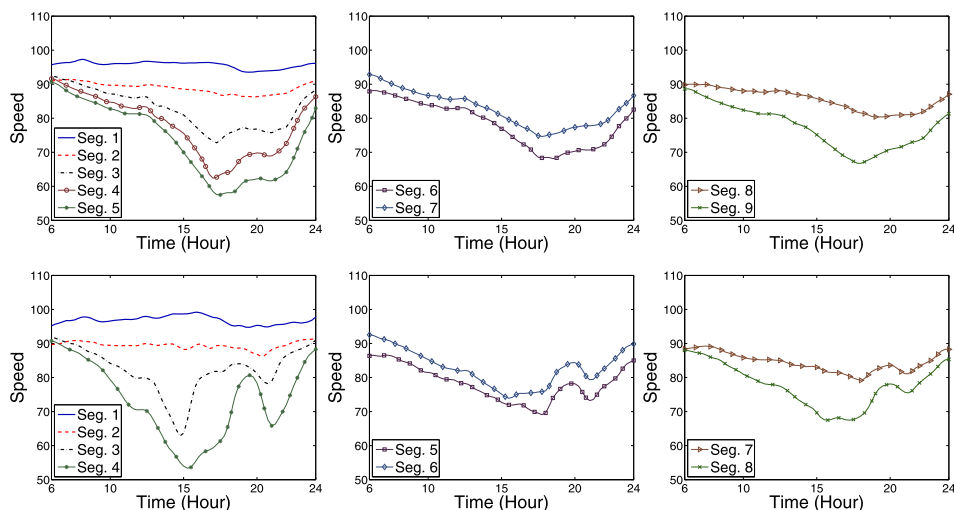 110
100
90
80
70
60
50
Speed
Seg. 1
Seg. 2
Seg. 3
Seg. 4
Seg. 5
6 10 15 20 24
Time (Hour)
110
100
90
80
70
60
50
Speed
Seg. 6
Seg. 7
6 10 15 20 24
Time (Hour)
110
100
90
80
70
60
50
Speed
Seg. 8
Seg. 9
6 10 15 20 24
Time (Hour)
110
100
90
80
70
60
50
Speed
Seg. 1
Seg. 2
Seg. 3
Seg. 4
6 10 15 20 24
Time (Hour)
110
100
90
80
70
60
50
Speed
Seg. 5
Seg. 6
6 10 15 20 24
Time (Hour)
110
100
90
80
70
60
50
Speed
Seg. 7
Seg. 8
6 10 15 20 24
Time (Hour)